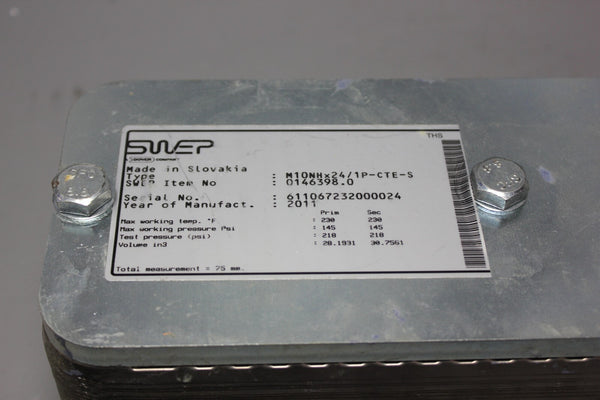 THS
SWEP
A DOVER COMPANY
Made in Slovakia
Type : M10NHx24/1P-CTE-S
SWEP Item No : 0146398.0
Serial No. : 611067232000024
Year of Manufact. : 2011
Prim Sec
Max working temp. °F : 230 230
Max working pressure Psi : 145 145
Test pressure (psi) : 218 218
Volume in3 : 28.1931 30.7561
Total measurement = 75 mm.